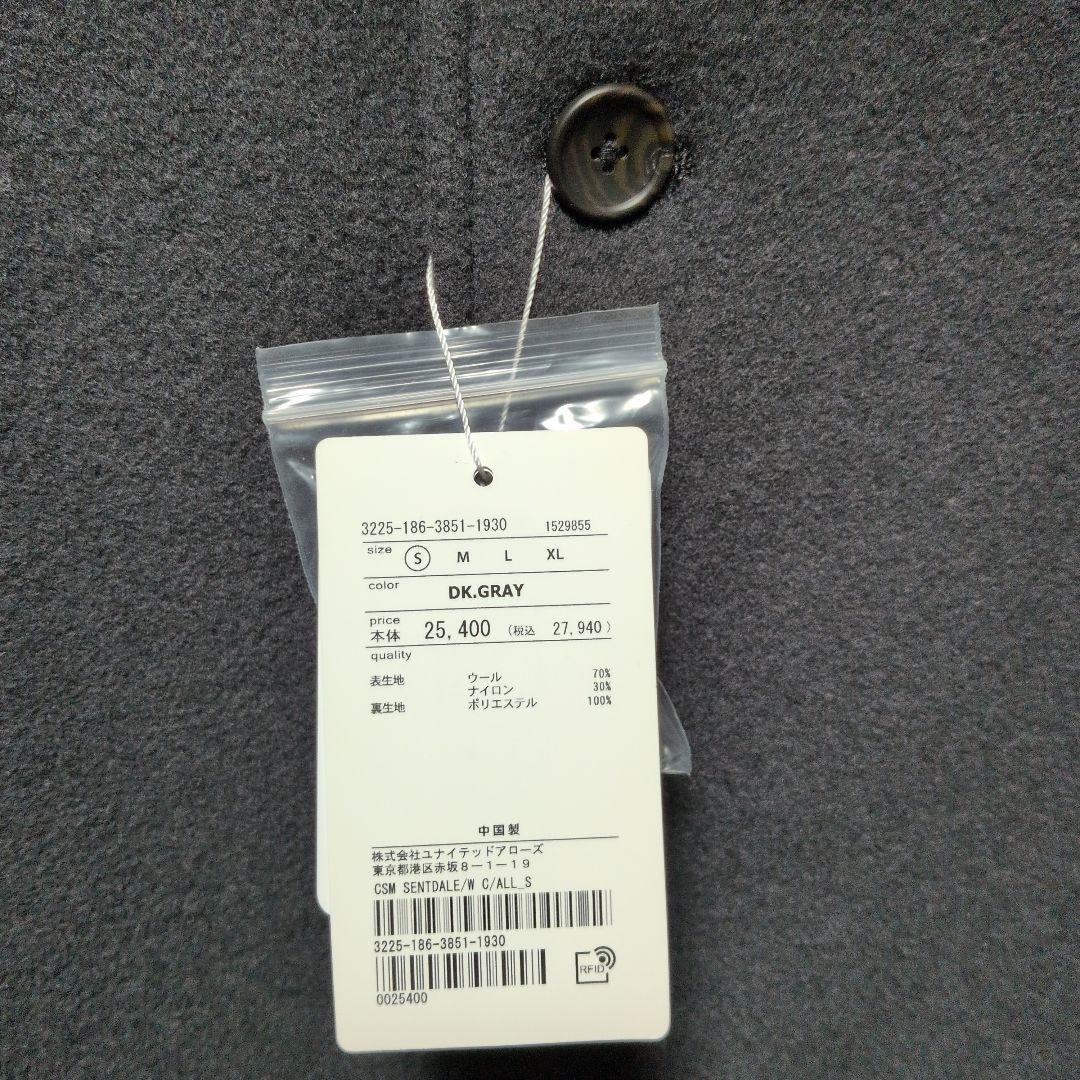 3225-186-3851-1930 1529855
size S M L XL
color DK.GRAY
price
本体 25,400 (税込 27,940)
quality
表生地 ウール 70%
ナイロン 30%
裏生地 ポリエステル 100%
中国製
株式会社ユナイテッドアローズ
東京都港区赤坂8-1-19
CSM SENTDALE/W C/ALL_S
3225-186-3851-1930
RFID
0025400